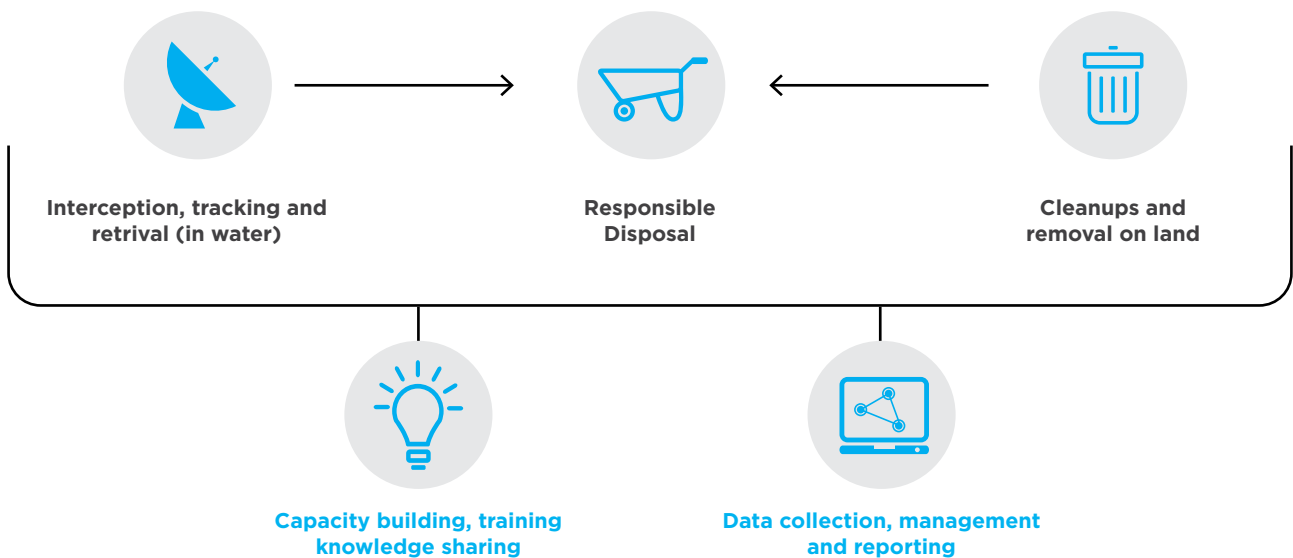 Interception, tracking and
retrival (in water)
Responsible
Disposal
Cleanups and
removal on land
Capacity building, training
knowledge sharing
Data collection, management
and reporting